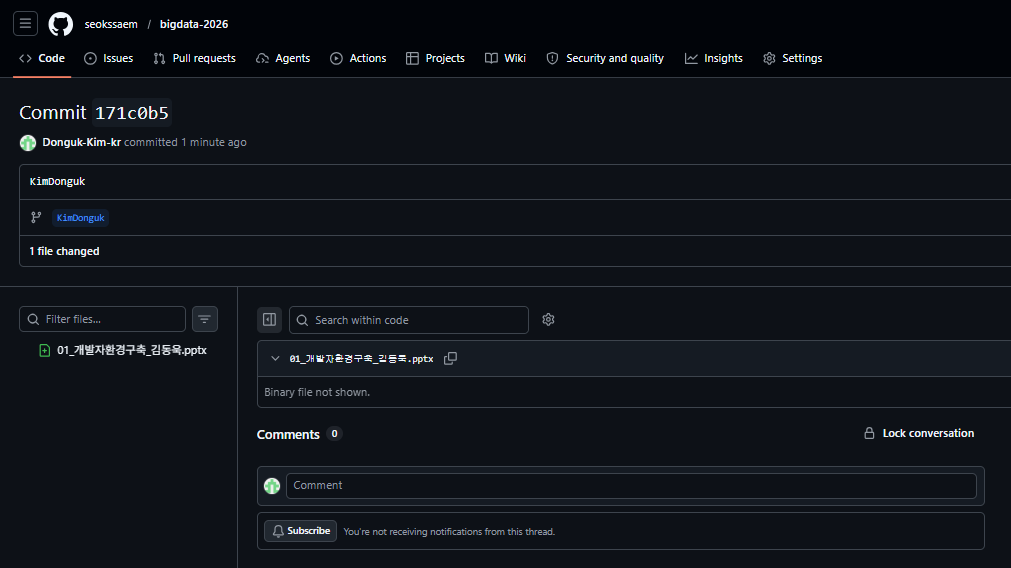 seokssaem / bigdata-2026
Code Issues Pull requests Agents Actions Projects Wiki Security and quality Insights Settings
Commit 171c0b5
Donguk-Kim-kr committed 1 minute ago
KimDonguk
KimDonguk
1 file changed
Filter files...
01_개발자환경구축_김동욱.pptx
Search within code
01_개발자환경구축_김동욱.pptx
Binary file not shown.
Comments 0
Lock conversation
Comment
Subscribe You're not receiving notifications from this thread.